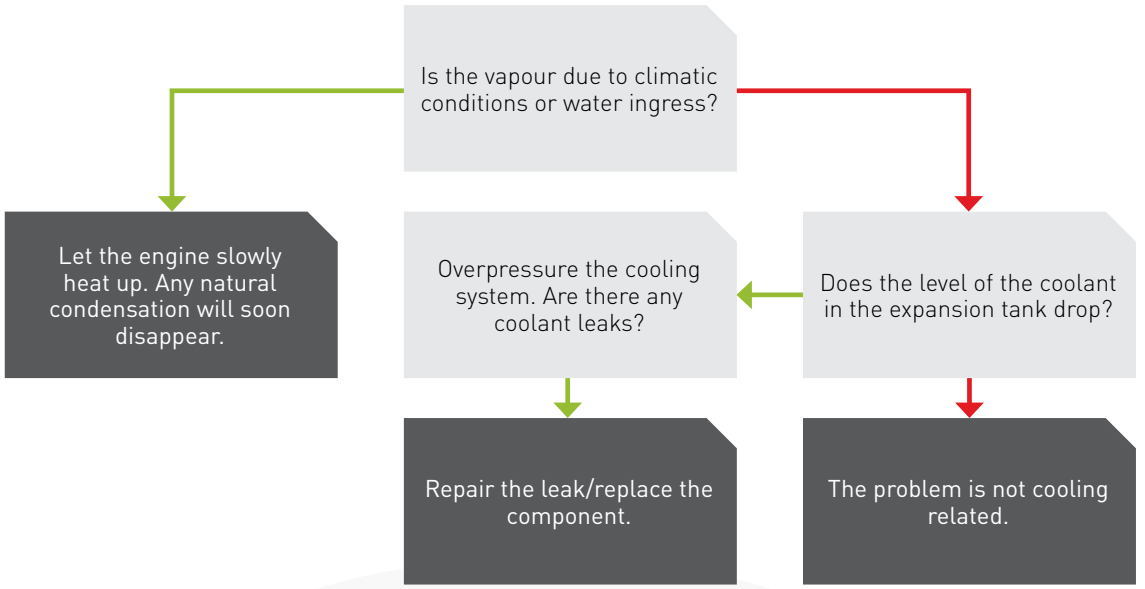 Is the vapour due to climatic
conditions or water ingress?
Let the engine slowly
heat up. Any natural
condensation will soon
disappear.
Overpressure the cooling
system. Are there any
coolant leaks?
Does the level of the coolant
in the expansion tank drop?
Repair the leak/replace the
component.
The problem is not cooling
related.